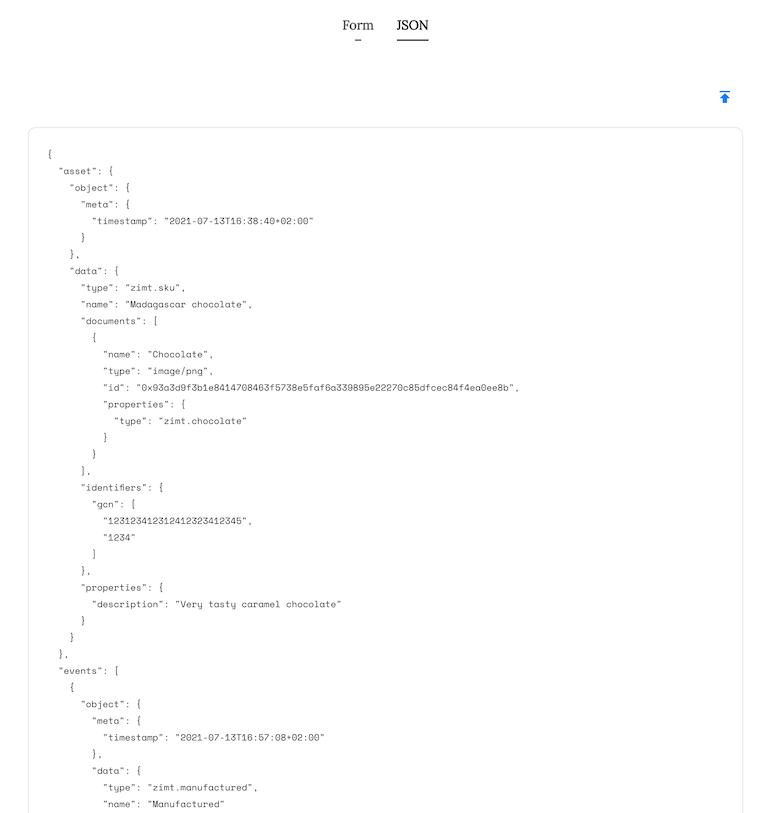 Form JSON
{
"asset": {
"object": {
"meta": {
"timestamp": "2021-07-13T16:38:40+02:00"
}
},
"data": {
"type": "zimt.sku",
"name": "Madagascar chocolate",
"documents": [
{
"name": "Chocolate",
"type": "image/png",
"id": "0x93a3d9f3b1e8414708463f5738e5faf6a339895e22270c85dfcec84f4ea0ee8b",
"properties": {
"type": "zimt.chocolate"
}
}
],
"identifiers": {
"gcn": [
"123123412312412323412345",
"1234"
]
},
"properties": {
"description": "Very tasty caramel chocolate"
}
}
},
"events": [
{
"object": {
"meta": {
"timestamp": "2021-07-13T16:57:08+02:00"
},
"data": {
"type": "zimt.manufactured",
"name": "Manufactured"